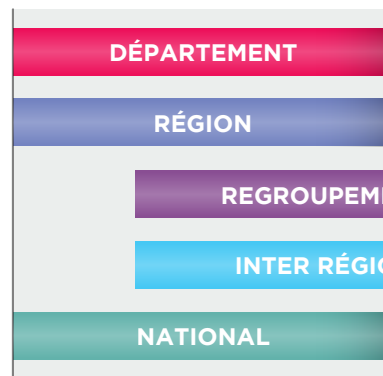 DÉPARTEMENT
RÉGION
REGROUPEM
INTER RÉGIO
NATIONAL